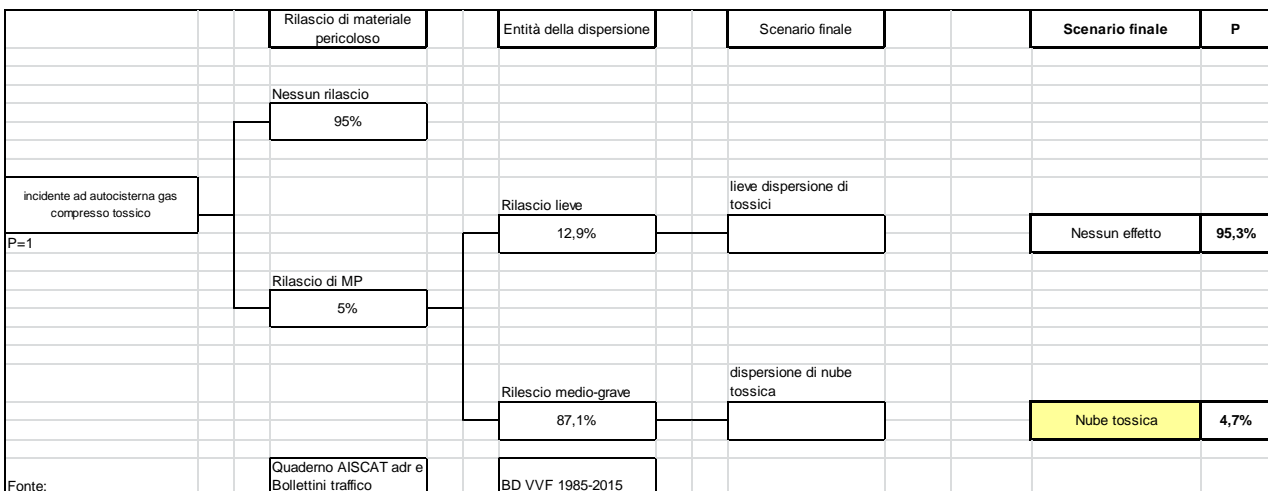 Rilascio di materiale
pericoloso
Entità della dispersione
Scenario finale
Scenario finale
P
Nessun rilascio
95%
incidente ad autocisterna gas
compresso tossico
P=1
lieve dispersione di
tossici
Rilascio lieve
12,9%
Nessun effetto
95,3%
Rilascio di MP
5%
dispersione di nube
tossica
Rilescio medio-grave
87,1%
Nube tossica
4,7%
Fonte:
Quaderno AISCAT adr e
Bollettini traffico
BD VVF 1985-2015